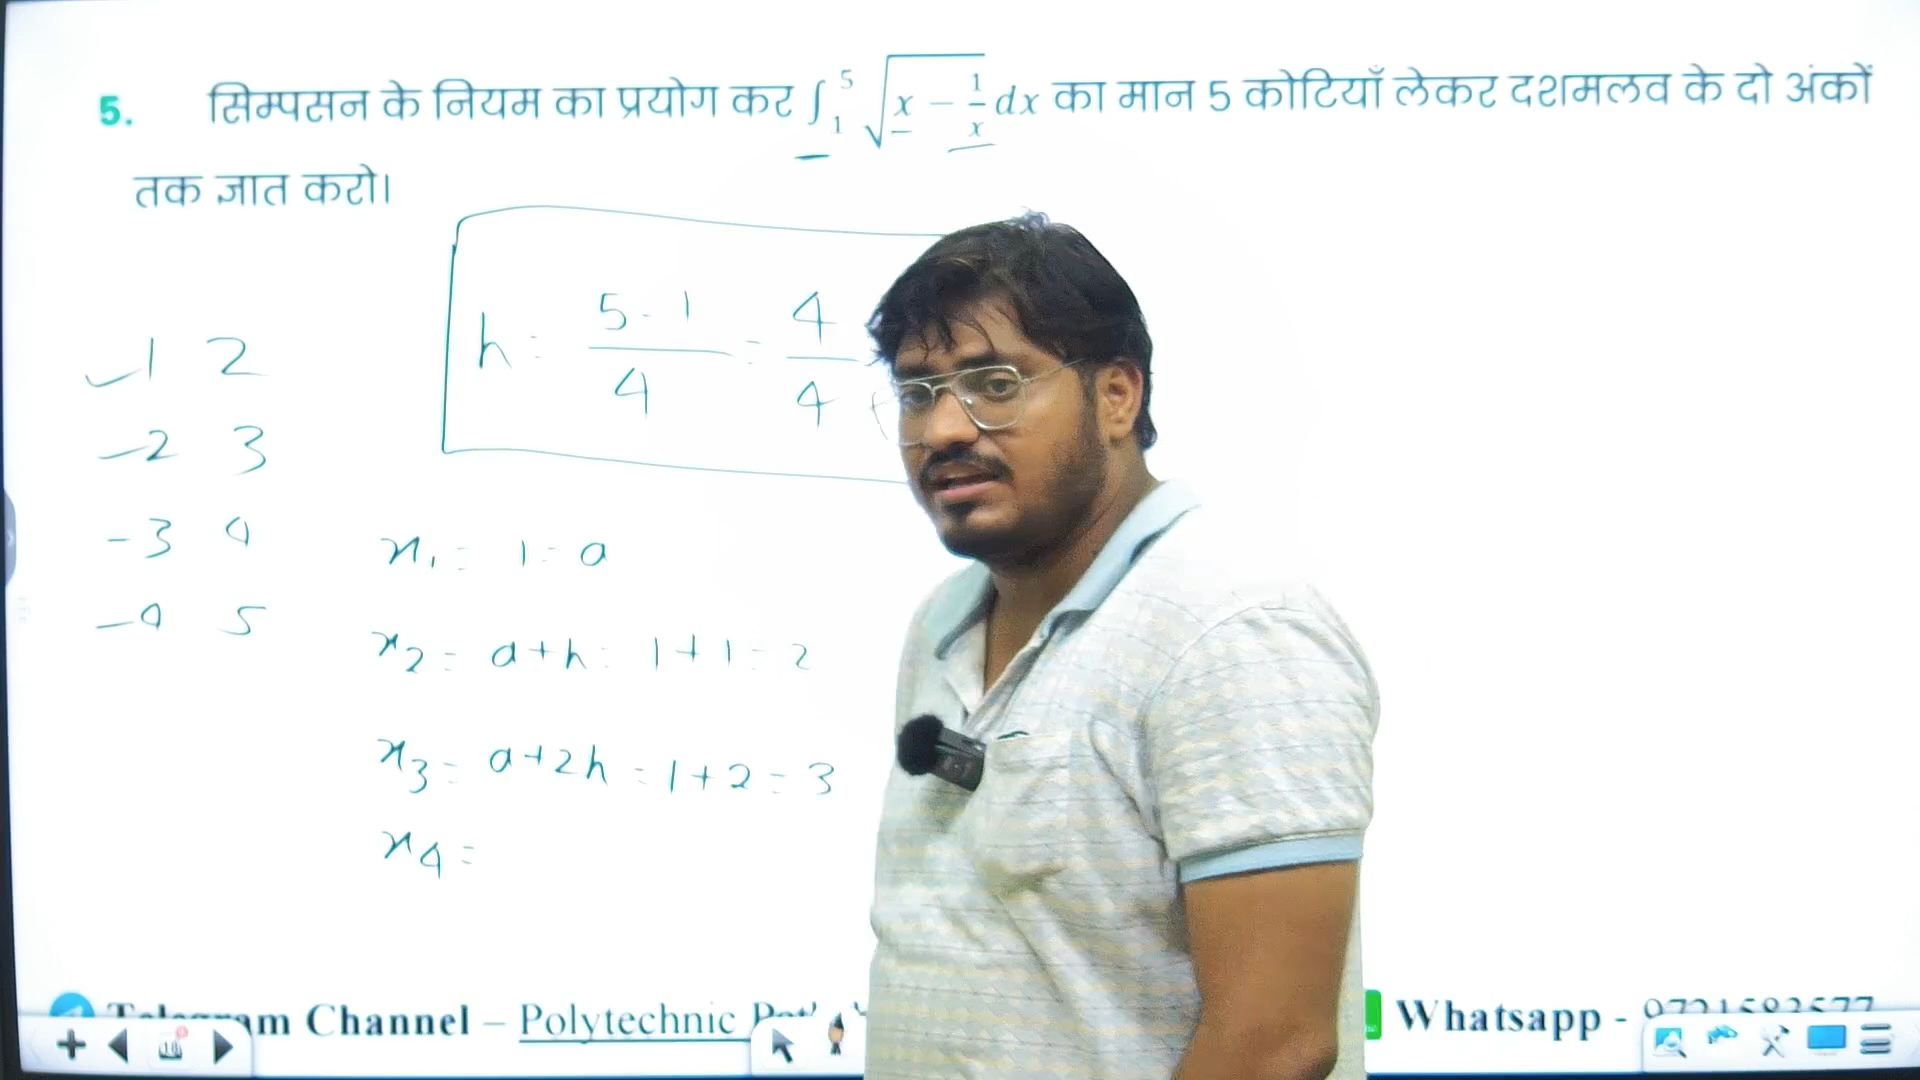 5. सिम्पसन के नियम का प्रयोग कर ∫₁⁵ √(x − 1/x) dx का मान 5 कोटियाँ लेकर दशमलव के दो अंकों
तक ज्ञात करो।
h = (5-1)/4 = 4/4
1 2
2 3
3 4
4 5
x₁ = 1 = a
x₂ = a+h = 1+1 = 2
x₃ = a+2h = 1+2 = 3
x₄ =
Telegram Channel – Polytechnic
Whatsapp -